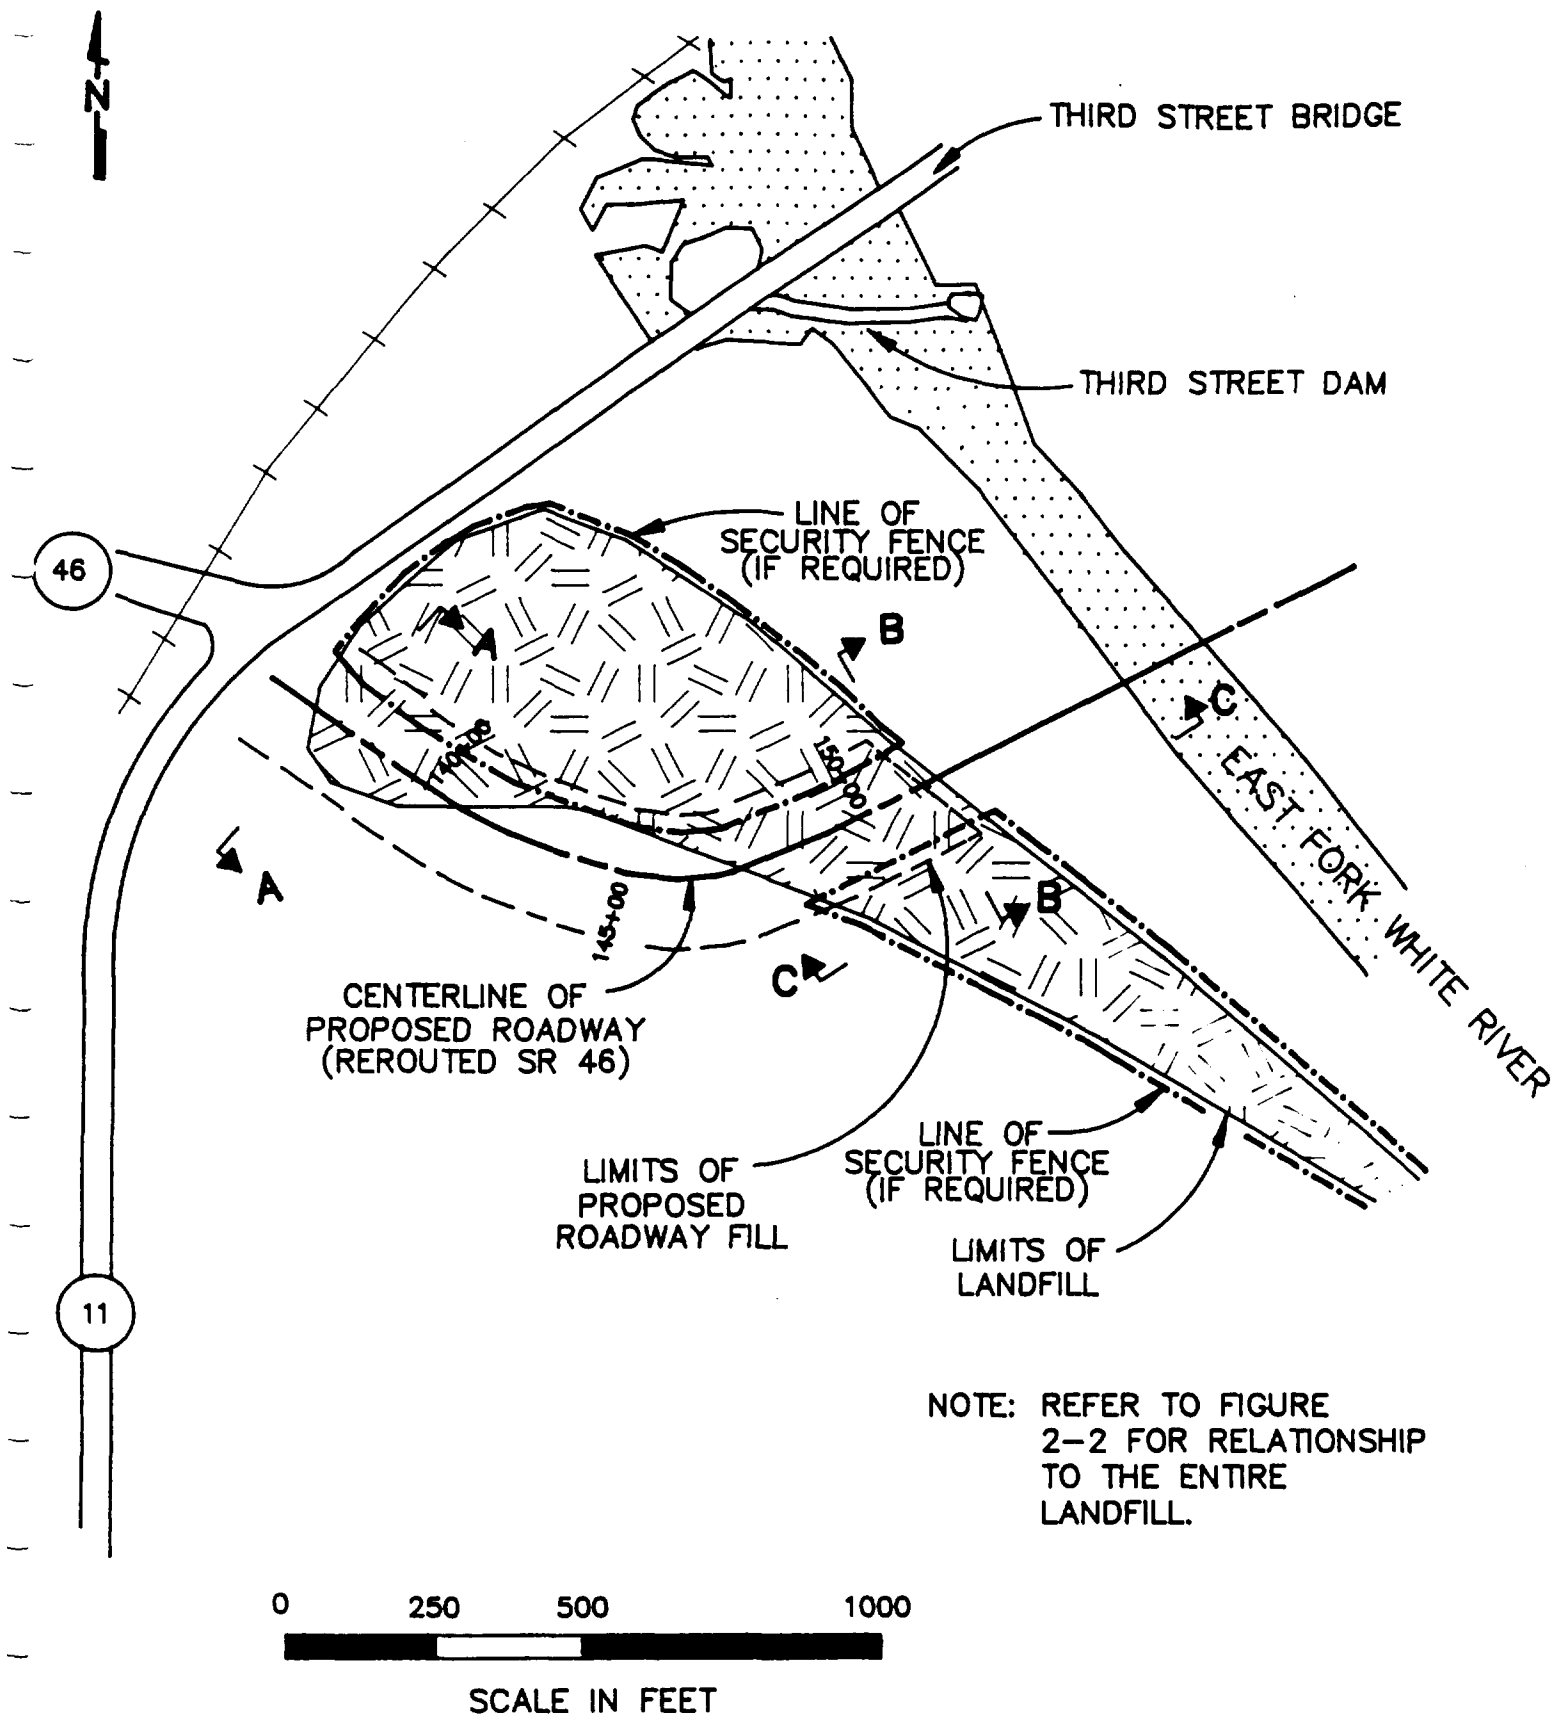 N
THIRD STREET BRIDGE
THIRD STREET DAM
LINE OF
SECURITY FENCE
(IF REQUIRED)
46
A
B
C
140+00
150+00
EAST FORK WHITE RIVER
A
B
145+00
C
CENTERLINE OF
PROPOSED ROADWAY
(REROUTED SR 46)
LIMITS OF
PROPOSED
ROADWAY FILL
LINE OF
SECURITY FENCE
(IF REQUIRED)
LIMITS OF
LANDFILL
11
NOTE: REFER TO FIGURE
2-2 FOR RELATIONSHIP
TO THE ENTIRE
LANDFILL.
0 250 500 1000
SCALE IN FEET